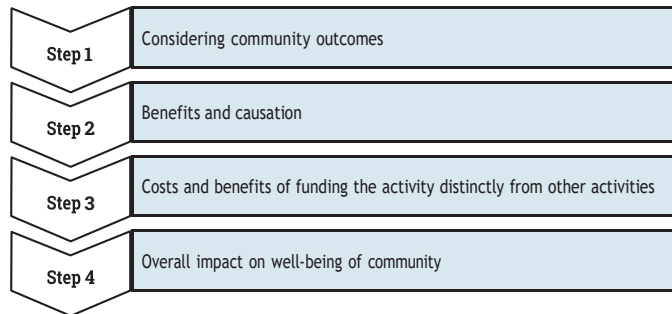 Step 1
Considering community outcomes
Step 2
Benefits and causation
Step 3
Costs and benefits of funding the activity distinctly from other activities
Step 4
Overall impact on well-being of community